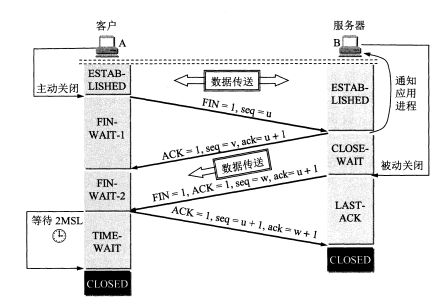 客户
服务器
A
B
ESTAB-
LISHED
数据传送
主动关闭
FIN = 1, seq = u
ESTAB-
LISHED
通知
应用
进程
FIN-
WAIT-1
ACK = 1, seq = v, ack= u + 1
CLOSE-
WAIT
数据传送
被动关闭
FIN-
WAIT-2
FIN = 1, ACK = 1, seq = w, ack= u + 1
LAST-
ACK
等待 2MSL
ACK = 1, seq = u + 1, ack = w + 1
TIME-
WAIT
CLOSED
CLOSED